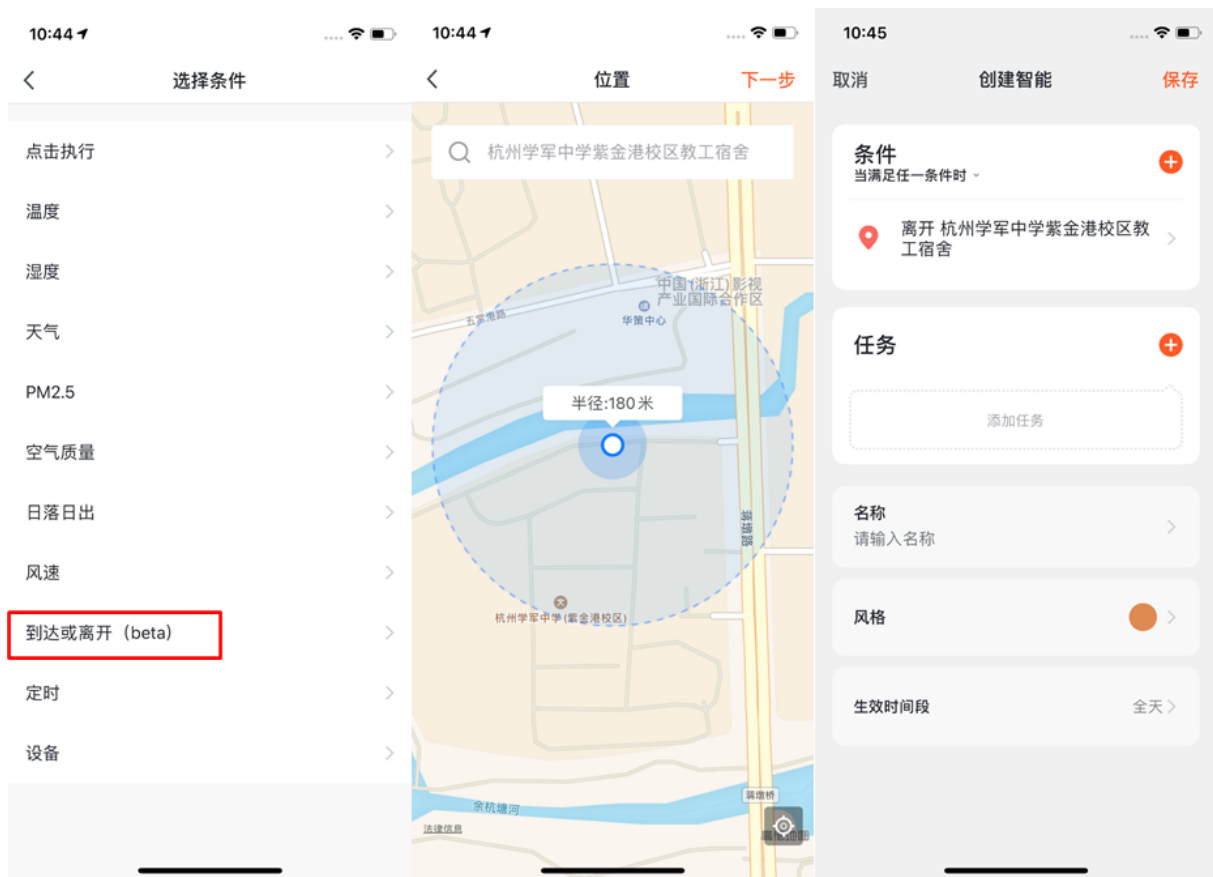 10:44
选择条件
点击执行
温度
湿度
天气
PM2.5
空气质量
日落日出
风速
到达或离开（beta）
定时
设备
10:44
位置
下一步
杭州学军中学紫金港校区教工宿舍
中国(浙江)影视
产业国际合作区
华策中心
五常港路
半径:180 米
蒋墩路
杭州学军中学(紫金港校区)
蒋墩桥
余杭塘河
法律信息
10:45
取消
创建智能
保存
条件
当满足任一条件时
离开 杭州学军中学紫金港校区教
工宿舍
任务
添加任务
名称
请输入名称
风格
生效时间段
全天